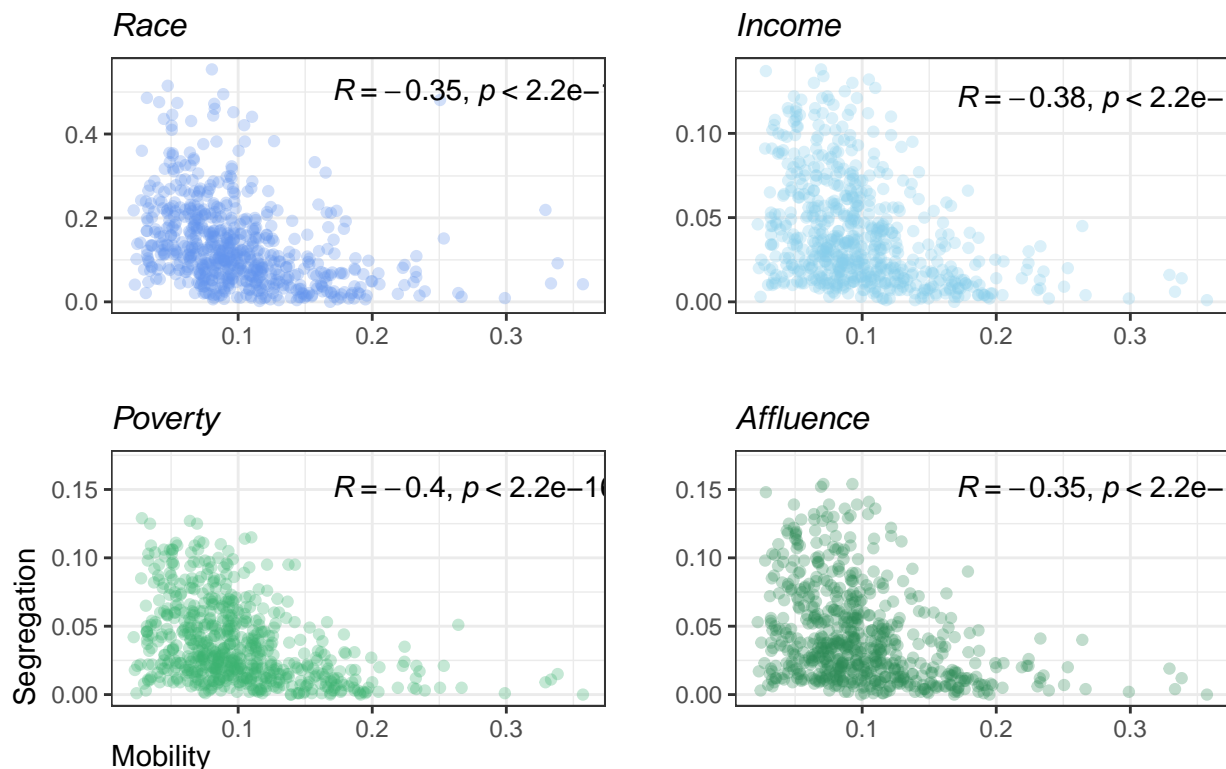 Race
R = −0.35, p < 2.2e−1
0.4
0.2
0.0
0.1 0.2 0.3
Income
R = −0.38, p < 2.2e−
0.10
0.05
0.00
0.1 0.2 0.3
Poverty
R = −0.4, p < 2.2e−16
0.15
0.10
0.05
0.00
0.1 0.2 0.3
Segregation
Mobility
Affluence
R = −0.35, p < 2.2e−
0.15
0.10
0.05
0.00
0.1 0.2 0.3